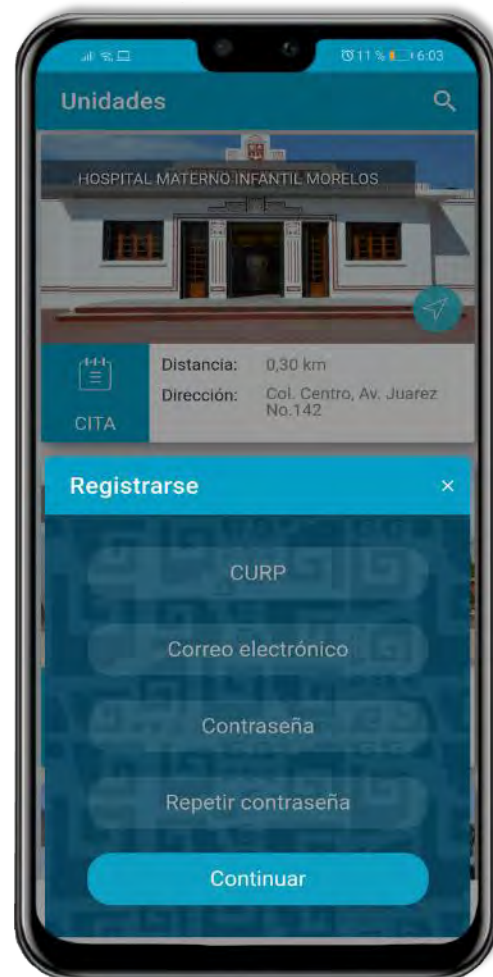 11 % 6:03
Unidades
HOSPITAL MATERNO INFANTIL MORELOS
Distancia: 0,30 km
Dirección: Col. Centro, Av. Juarez
No.142
CITA
Registrarse ×
CURP
Correo electrónico
Contraseña
Repetir contraseña
Continuar